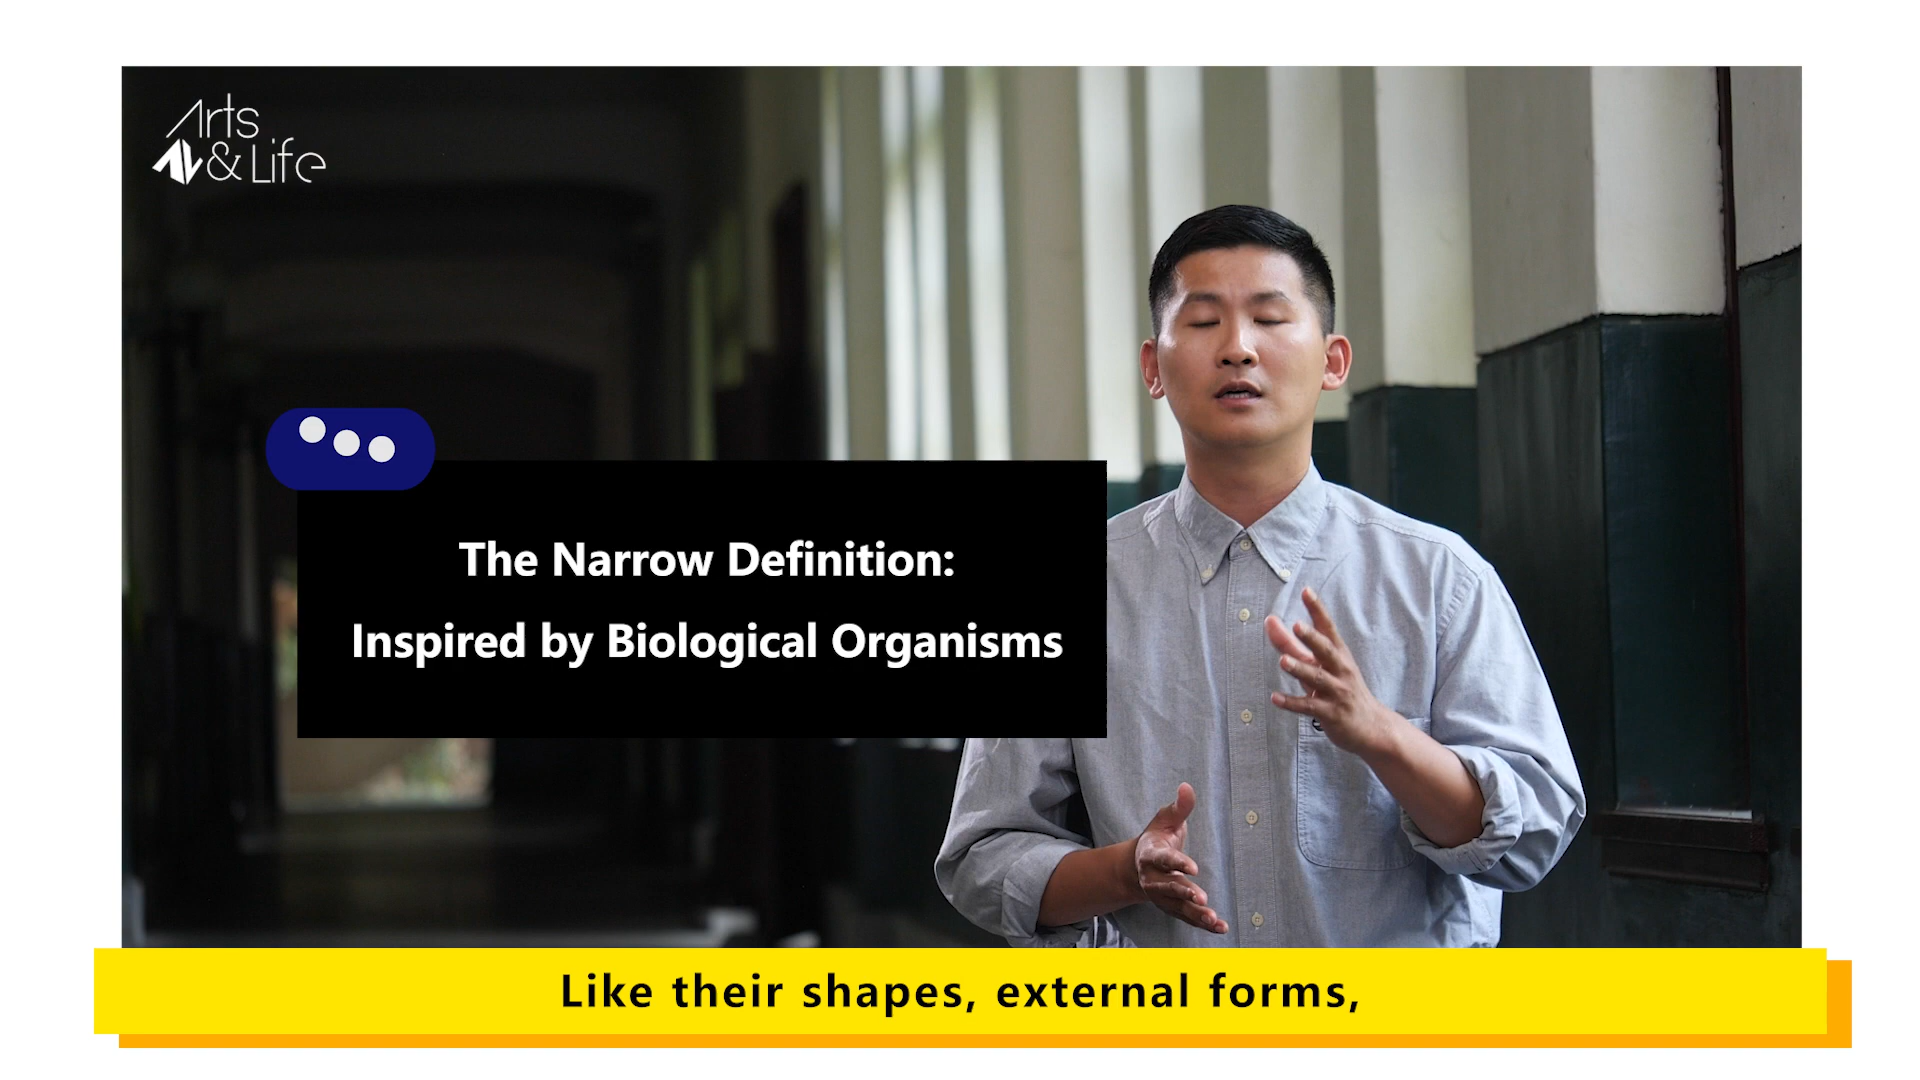 Arts
& Life
The Narrow Definition:
Inspired by Biological Organisms
Like their shapes, external forms,